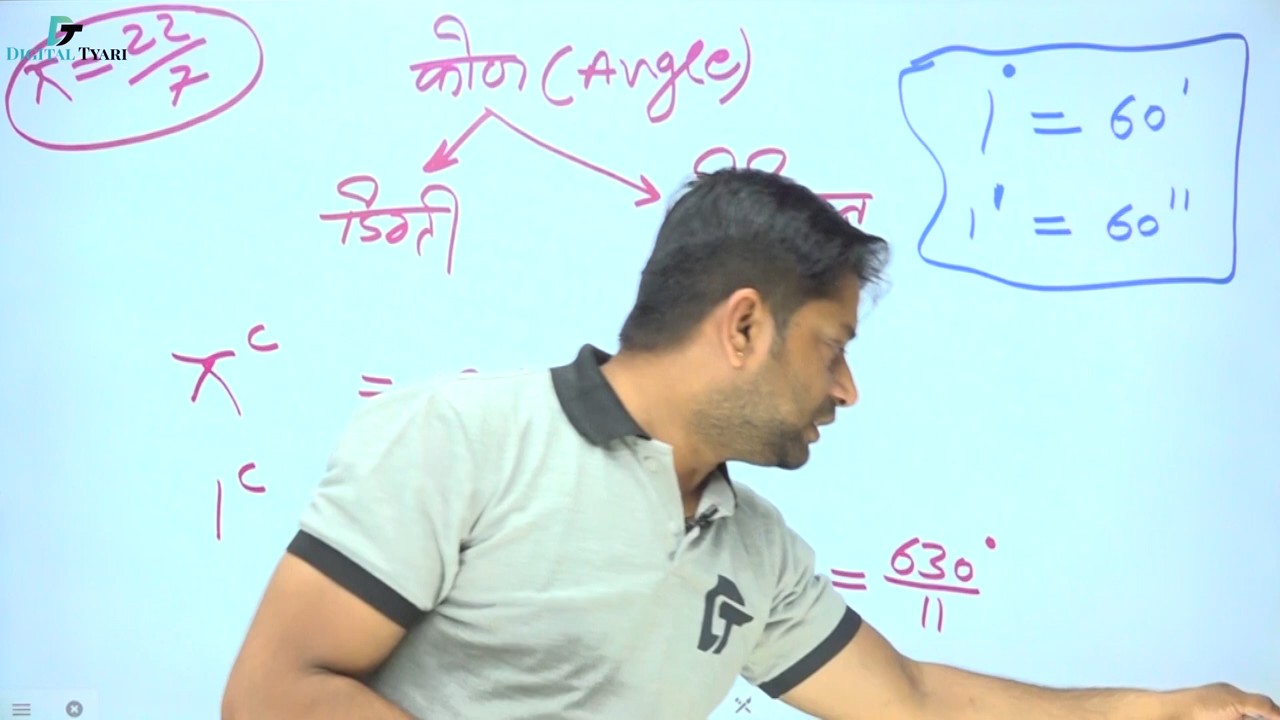 DIGITAL TYARI
π = 22/7
कोण (Angle)
डिग्री
1° = 60'
1' = 60"
π^c =
1^c
= 630°/11